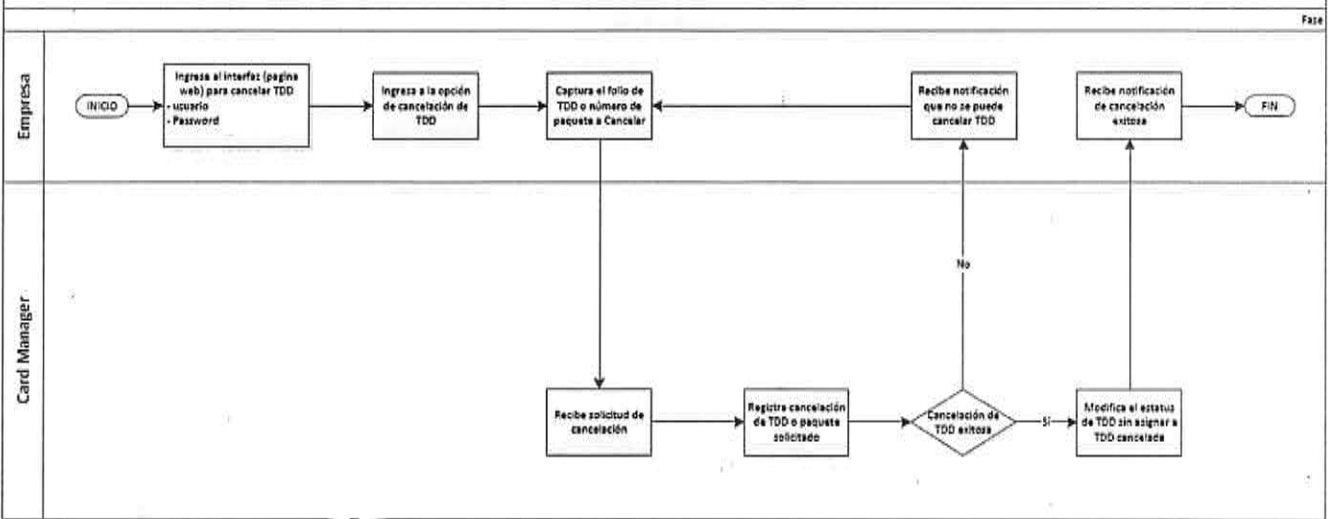 Fase
Empresa
INICIO
Ingresa al interfaz (pagina
web) para cancelar TDD
- usuario
- Password
Ingresa a la opción
de cancelación de
TDD
Captura el folio de
TDD o número de
paquete a Cancelar
Recibe notificación
que no se puede
cancelar TDD
Recibe notificación
de cancelación
exitosa
FIN
Card Manager
No
Recibe solicitud de
cancelación
Registra cancelación
de TDD o paquete
solicitado
Cancelación de
TDD exitosa
Sí
Modifica el estatus
de TDD sin asignar a
TDD cancelada